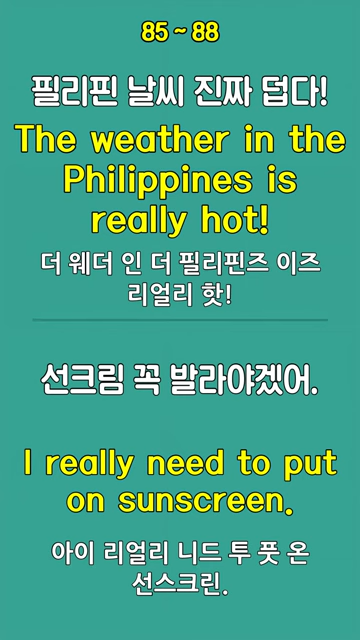 85 ~ 88
필리핀 날씨 진짜 덥다!
The weather in the
Philippines is
really hot!
더 웨더 인 더 필리핀즈 이즈
리얼리 핫!
선크림 꼭 발라야겠어.
I really need to put
on sunscreen.
아이 리얼리 니드 투 풋 온
선스크린.